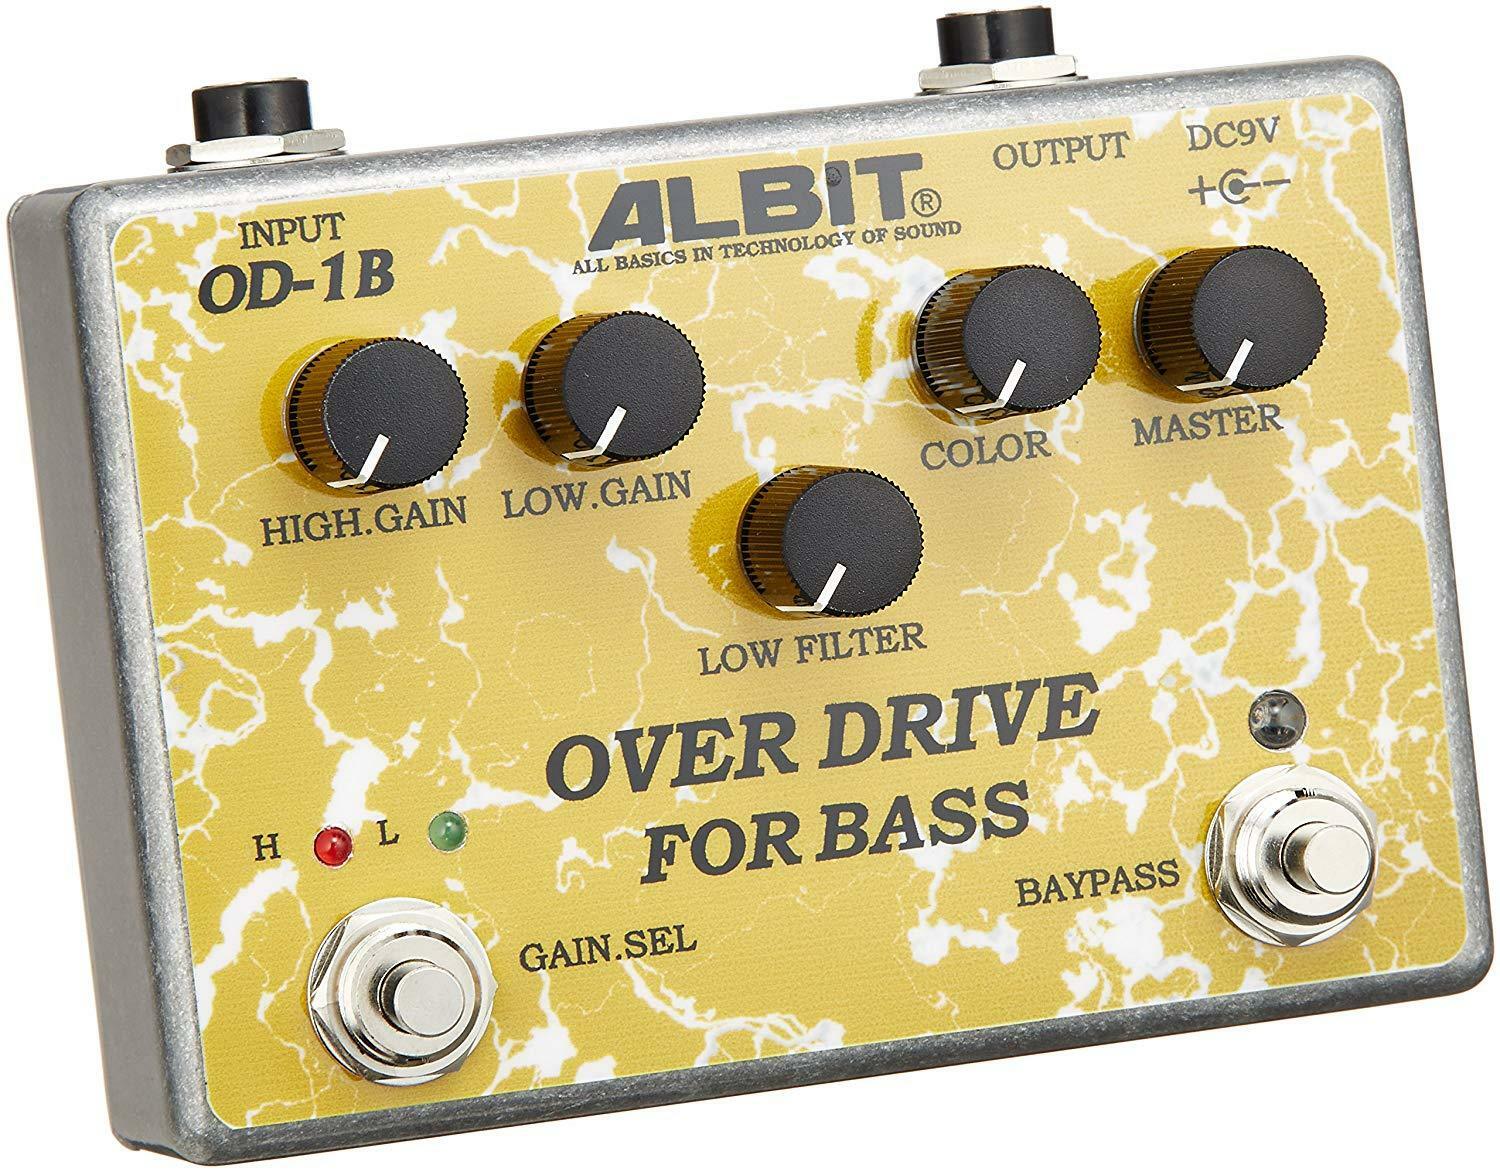 INPUT
OD-1B
ALBIT®
ALL BASICS IN TECHNOLOGY OF SOUND
OUTPUT
DC9V
+ -
HIGH.GAIN
LOW.GAIN
COLOR
MASTER
LOW FILTER
OVER DRIVE
FOR BASS
H L
GAIN.SEL
BAYPASS